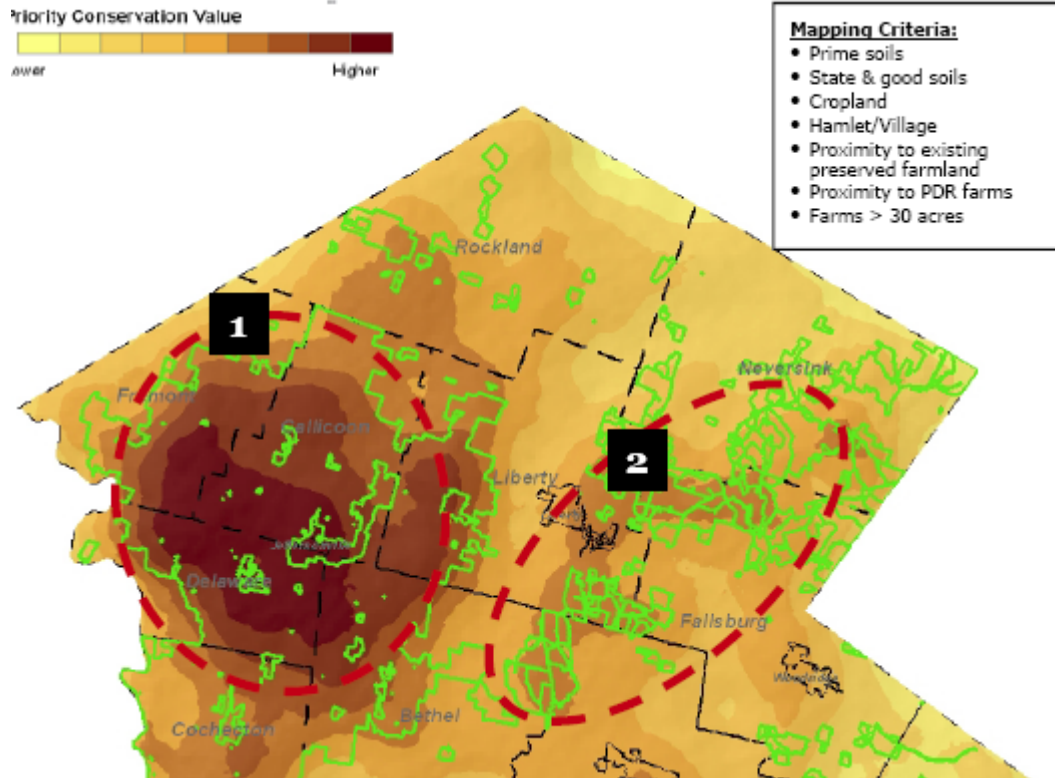 Priority Conservation Value
Lower
Higher
Mapping Criteria:
• Prime soils
• State & good soils
• Cropland
• Hamlet/Village
• Proximity to existing
preserved farmland
• Proximity to PDR farms
• Farms > 30 acres
Rockland
1
Neversink
Fremont
Callicoon
2
Liberty
Jeffersonville
Delaware
Fallsburg
Woodridge
Bethel
Cochecton